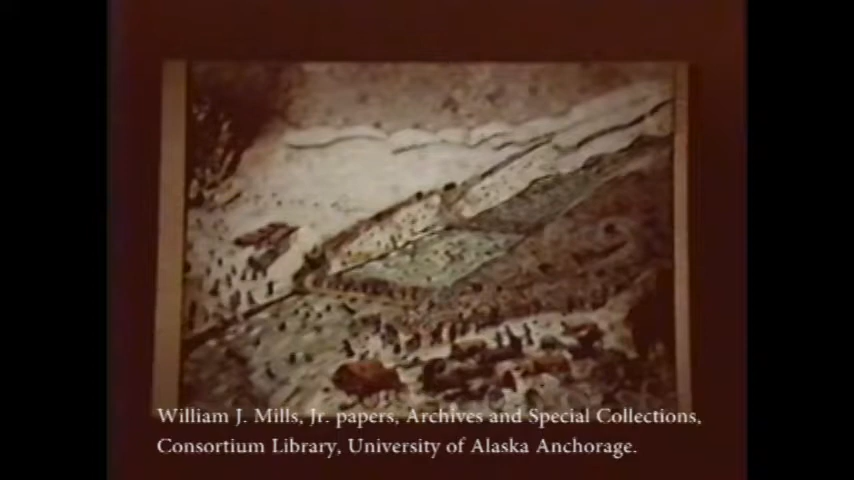 William J. Mills, Jr. papers, Archives and Special Collections,
Consortium Library, University of Alaska Anchorage.